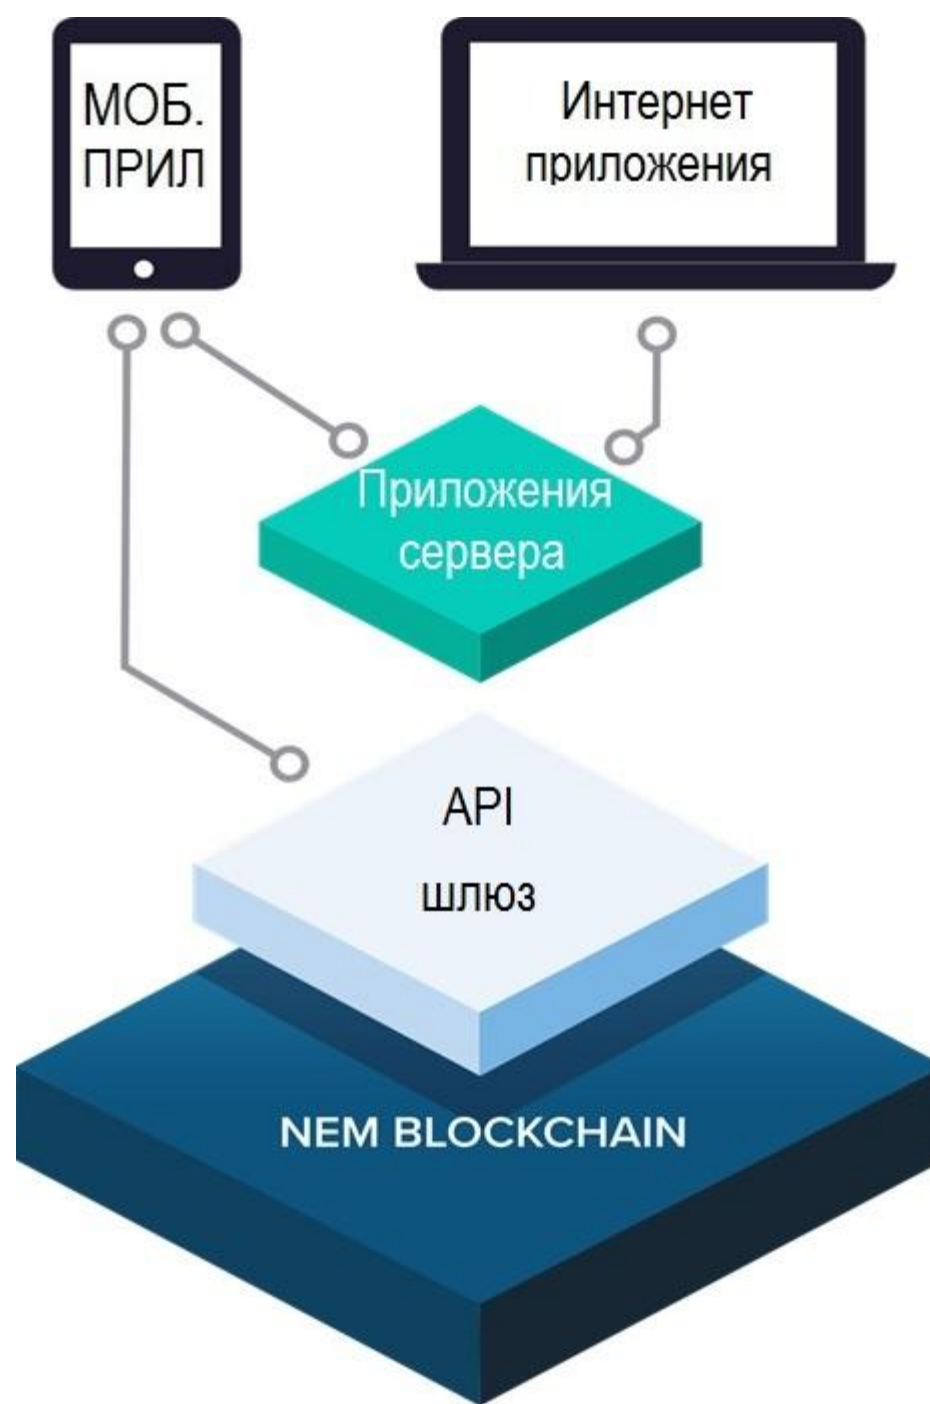 МОБ.
ПРИЛ
Интернет
приложения
Приложения
сервера
API
шлюз
NEM BLOCKCHAIN